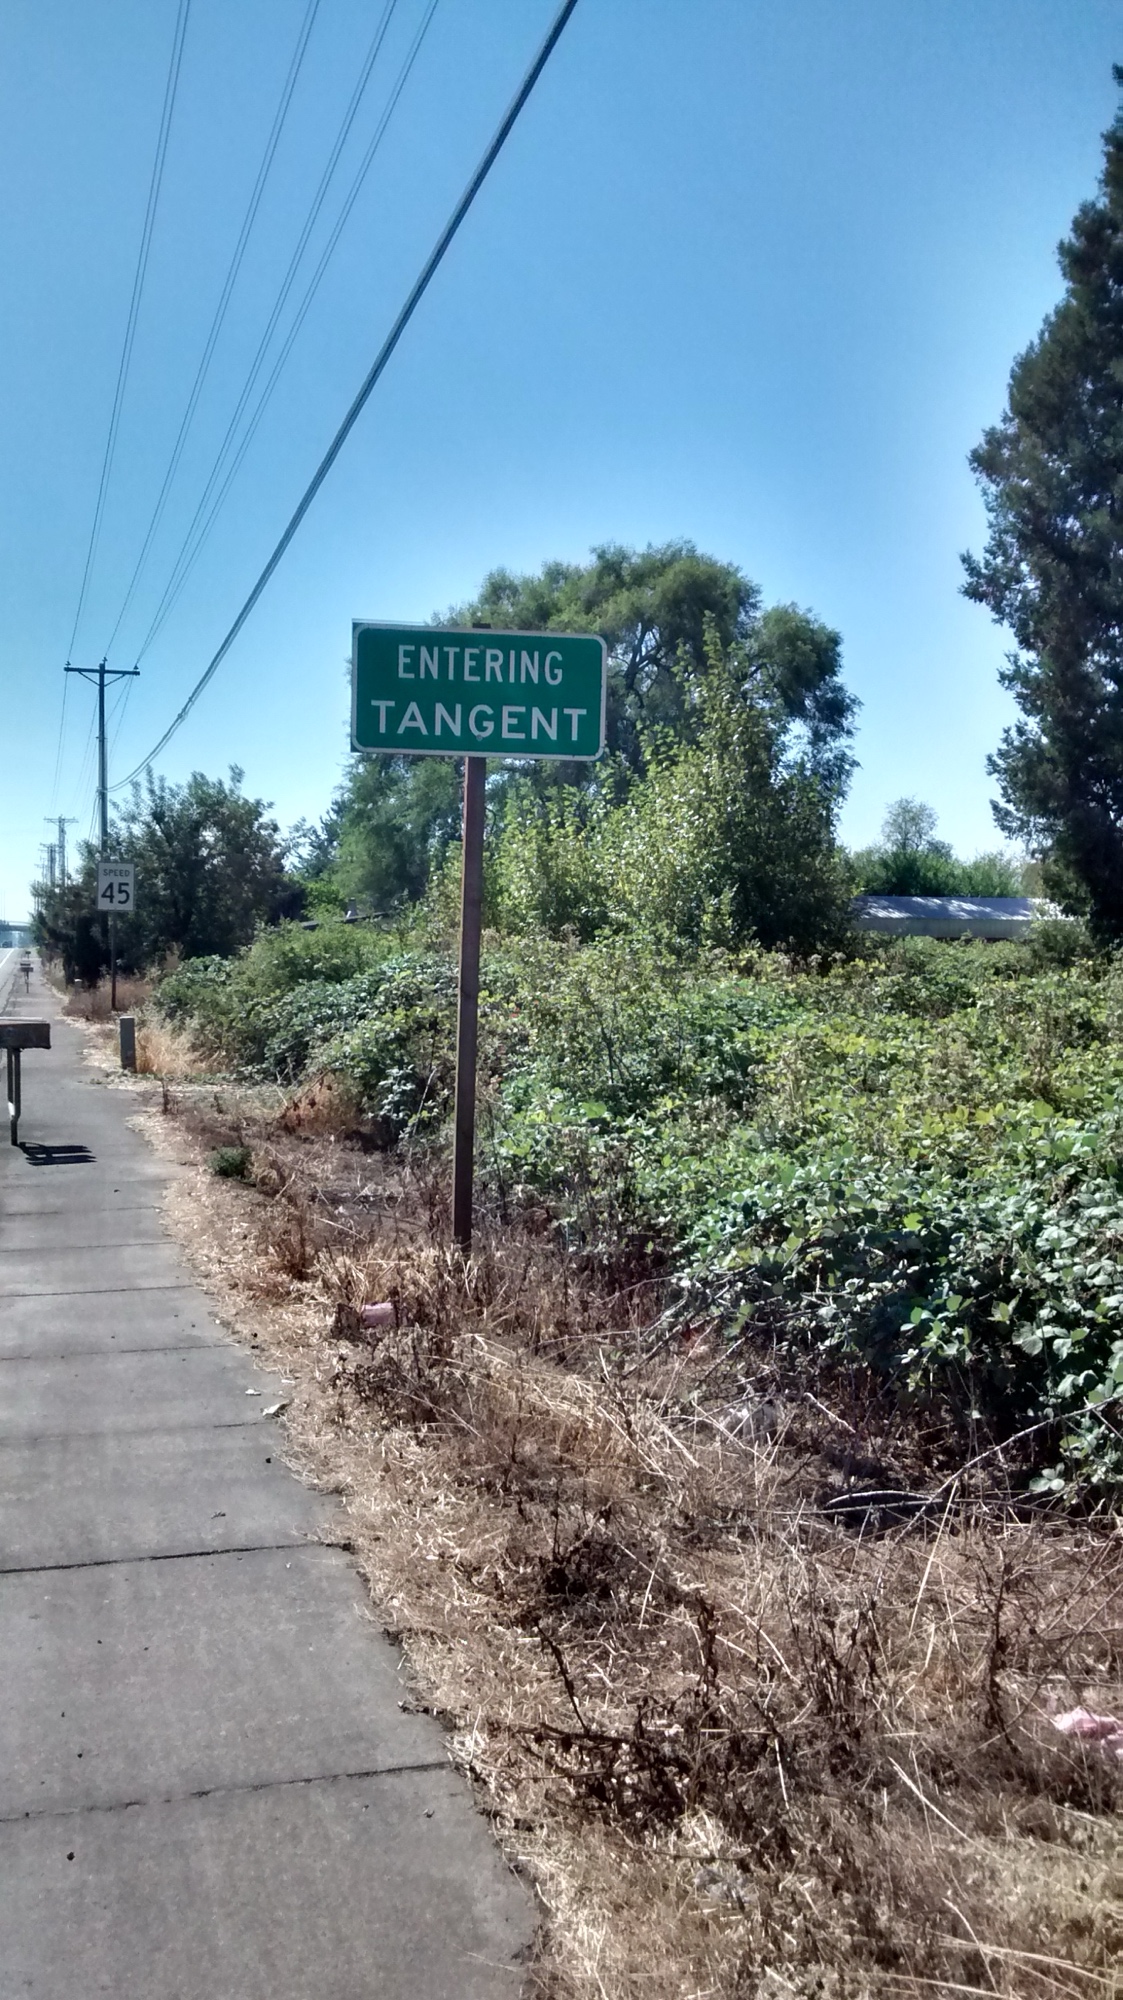 ENTERING
TANGENT
SPEED
45